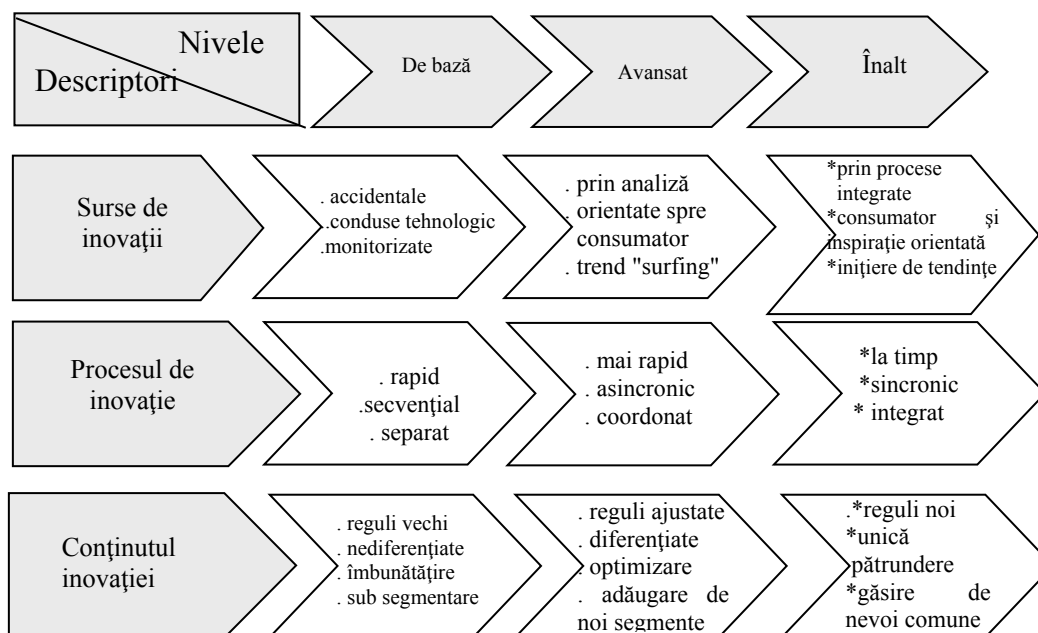 Nivele
Descriptori
De bază
Avansat
Înalt
Surse de
inovaţii
. accidentale
..conduse tehnologic
.monitorizate
. prin analiză
. orientate spre
consumator
. trend "surfing"
*prin procese
integrate
*consumator şi
inspiraţie orientată
*iniţiere de tendinţe
Procesul de
inovaţie
. rapid
.secvenţial
. separat
. mai rapid
. asincronic
. coordonat
*la timp
*sincronic
* integrat
Conţinutul
inovaţiei
. reguli vechi
. nediferenţiate
. îmbunătăţire
. sub segmentare
. reguli ajustate
. diferenţiate
. optimizare
. adăugare de
noi segmente
.*reguli noi
*unică
pătrundere
*găsire de
nevoi comune